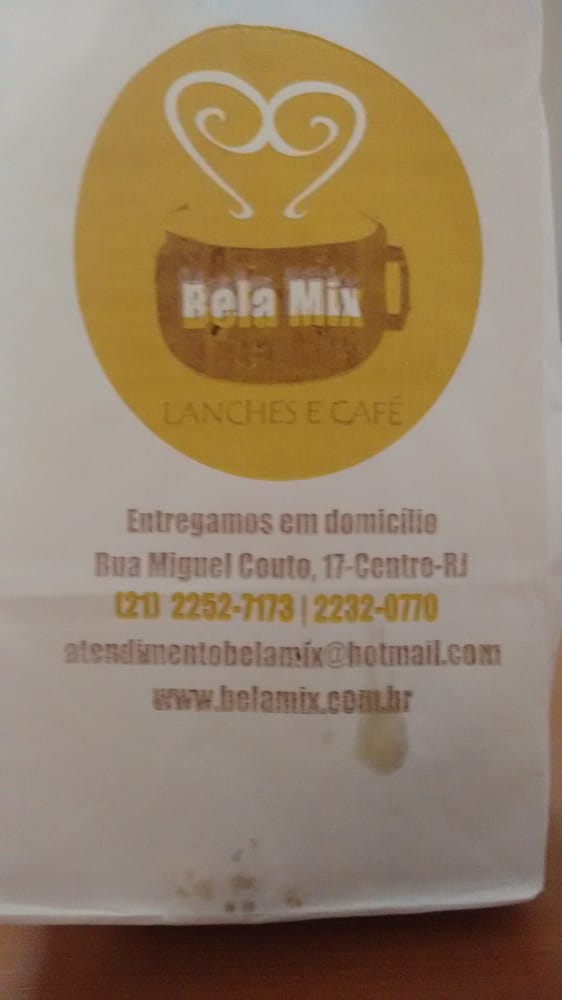 Bela Mix
LANCHES E CAFÉ
Entregamos em domicílio
Rua Miguel Couto, 17-Centro-RJ
(21) 2252-7173 | 2232-0770
atendimentobelamix@hotmail.com
www.belamix.com.br